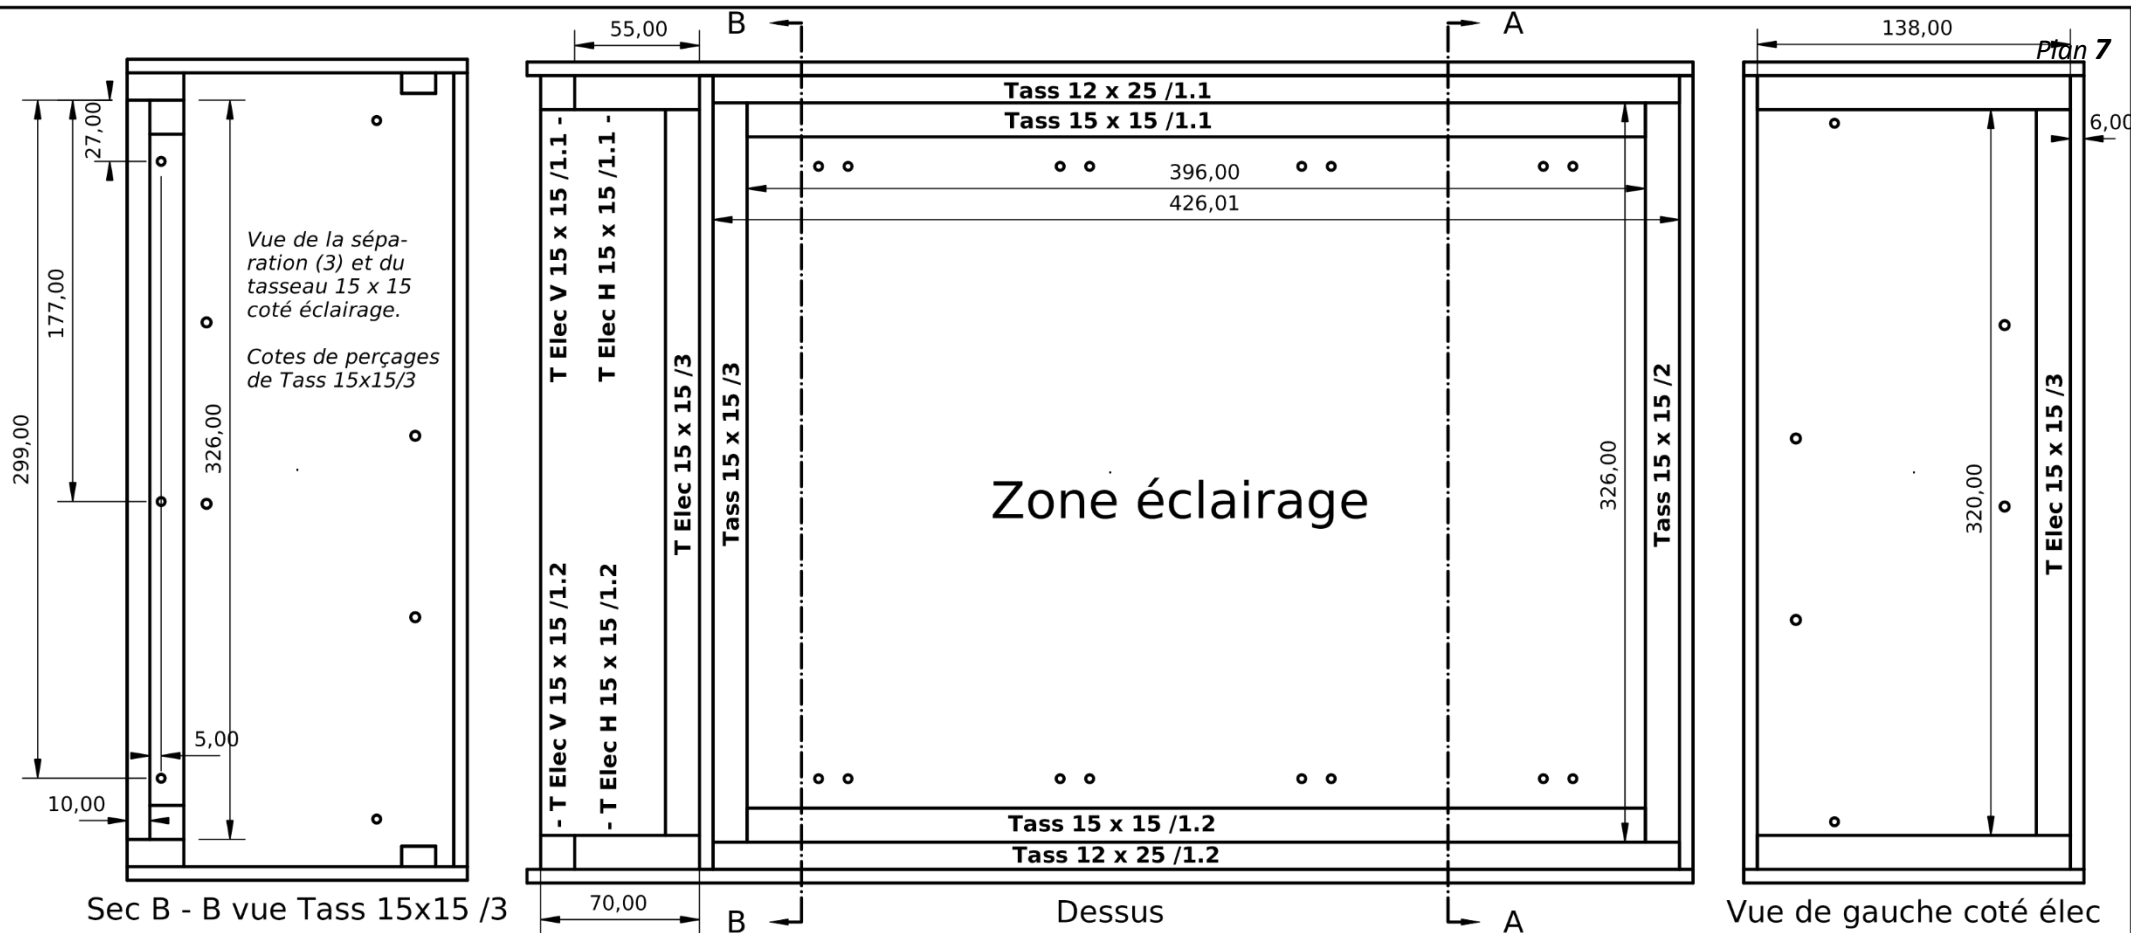 B
55,00
A
138,00
Plan 7
27,00
177,00
299,00
326,00
5,00
10,00
Vue de la sépa-
ration (3) et du
tasseau 15 x 15
coté éclairage.
Cotes de perçages
de Tass 15x15/3
Sec B - B vue Tass 15x15 /3
Tass 12 x 25 /1.1
Tass 15 x 15 /1.1
396,00
426,01
T Elec V 15 x 15 /1.1 -
T Elec H 15 x 15 /1.1 -
- T Elec V 15 x 15 /1.2
- T Elec H 15 x 15 /1.2
T Elec 15 x 15 /3
Tass 15 x 15 /3
Zone éclairage
326,00
Tass 15 x 15 /2
Tass 15 x 15 /1.2
Tass 12 x 25 /1.2
70,00
B
Dessus
A
6,00
320,00
T Elec 15 x 15 /3
Vue de gauche coté élec